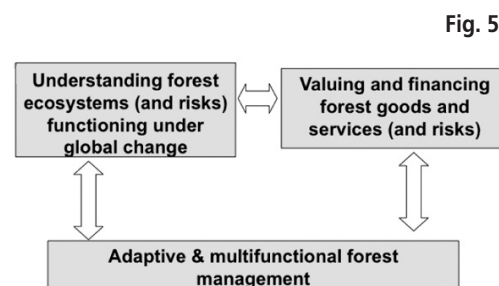 Fig. 5
Understanding forest
ecosystems (and risks)
functioning under
global change
Valuing and financing
forest goods and
services (and risks)
Adaptive & multifunctional forest
management